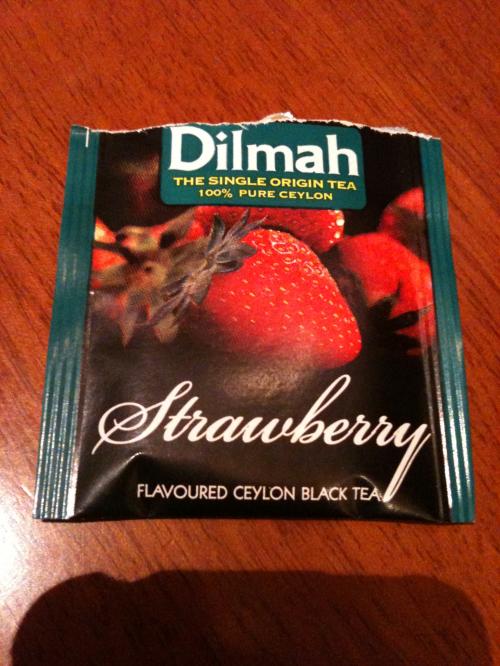 Dilmah
THE SINGLE ORIGIN TEA
100% PURE CEYLON
Strawberry
FLAVOURED CEYLON BLACK TEA